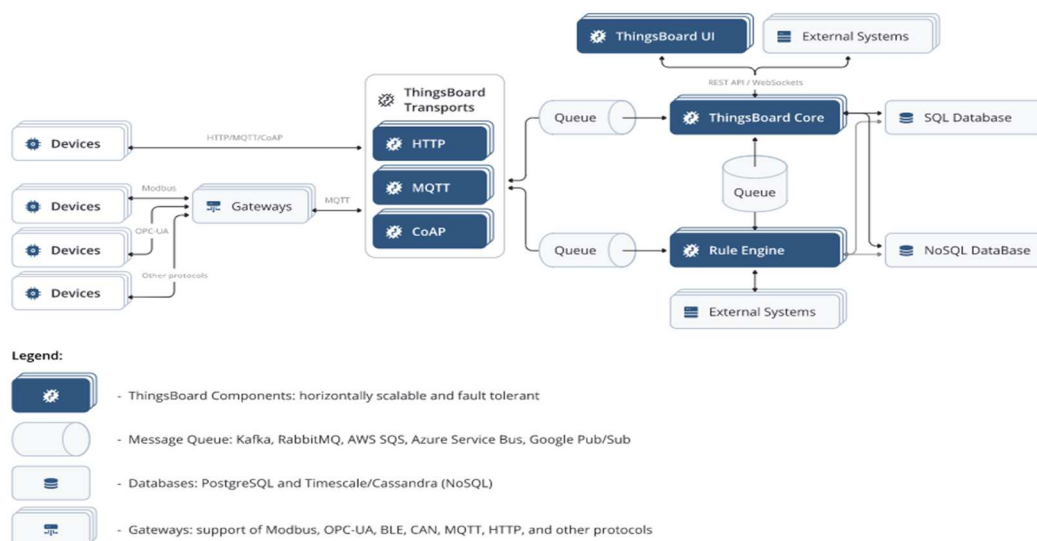 ThingsBoard UI
External Systems
REST API / WebSockets
ThingsBoard
Transports
Queue
ThingsBoard Core
SQL Database
Devices
HTTP/MQTT/CoAP
HTTP
Modbus
Devices
Gateways
MQTT
MQTT
Queue
OPC-UA
Devices
CoAP
Queue
Rule Engine
NoSQL DataBase
Other protocols
Devices
External Systems
Legend:
- ThingsBoard Components: horizontally scalable and fault tolerant
- Message Queue: Kafka, RabbitMQ, AWS SQS, Azure Service Bus, Google Pub/Sub
- Databases: PostgreSQL and Timescale/Cassandra (NoSQL)
- Gateways: support of Modbus, OPC-UA, BLE, CAN, MQTT, HTTP, and other protocols